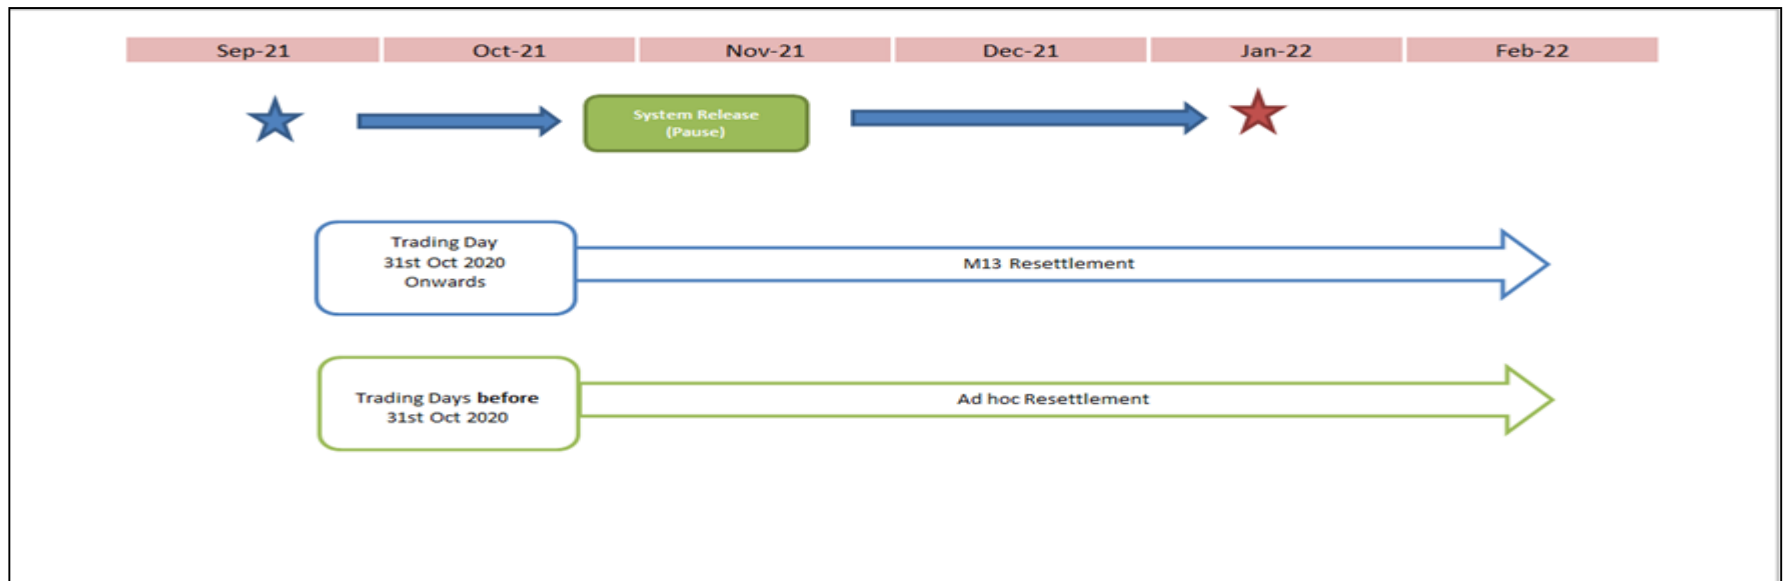 Sep-21 Oct-21 Nov-21 Dec-21 Jan-22 Feb-22
System Release
(Pause)
Trading Day
31st Oct 2020
Onwards
M13 Resettlement
Trading Days before
31st Oct 2020
Ad hoc Resettlement